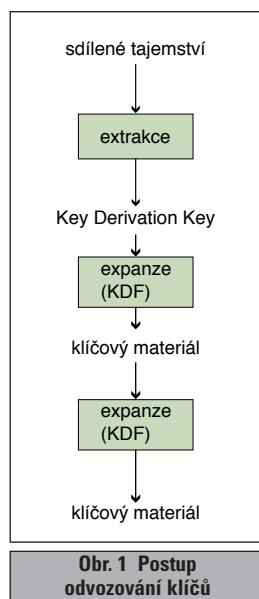 sdílené tajemství
extrakce
Key Derivation Key
expanze
(KDF)
klíčový materiál
expanze
(KDF)
klíčový materiál
Obr. 1 Postup
odvozování klíčů